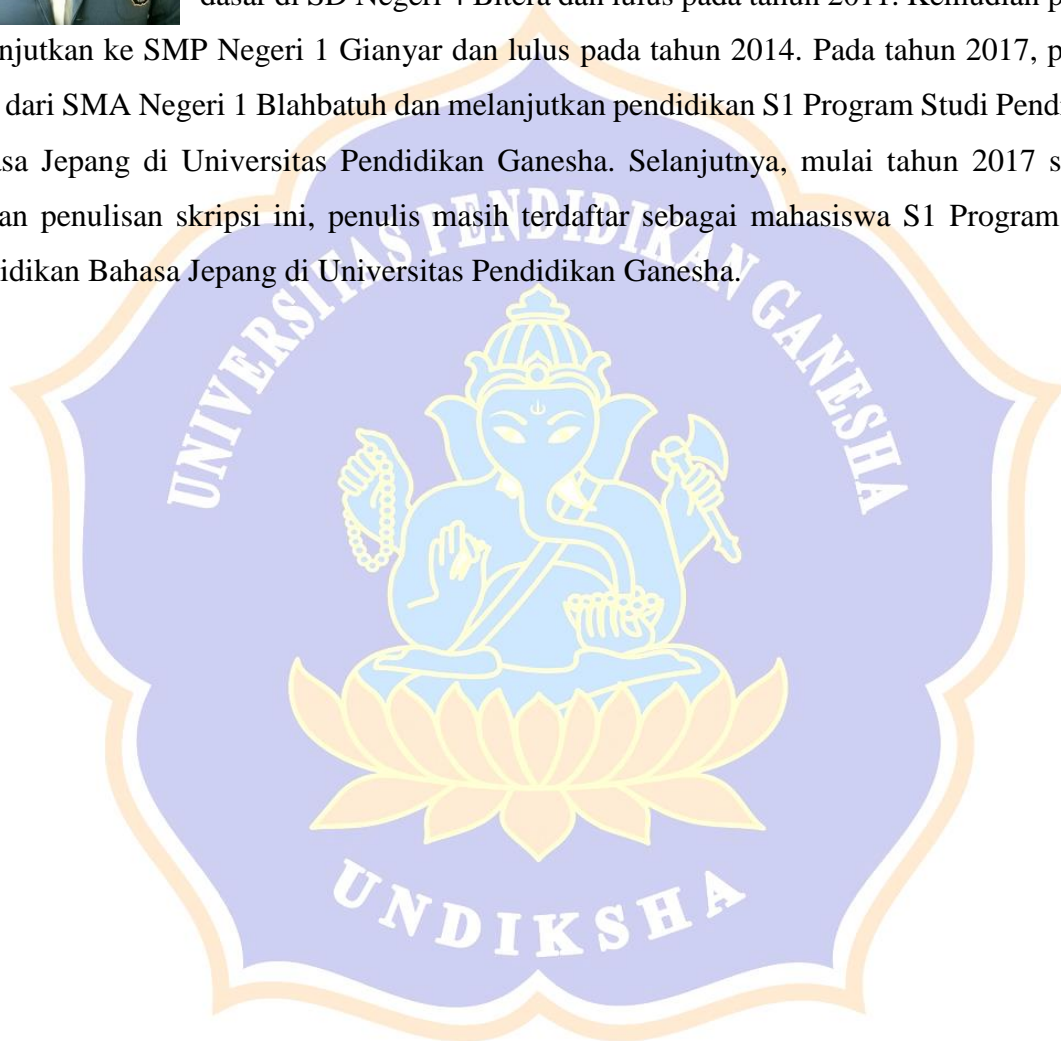 dasar di SD Negeri 4 Bitera dan lulus pada tahun 2011. Kemudian p
njutkan ke SMP Negeri 1 Gianyar dan lulus pada tahun 2014. Pada tahun 2017, p
dari SMA Negeri 1 Blahbatuh dan melanjutkan pendidikan S1 Program Studi Pendi
sa Jepang di Universitas Pendidikan Ganesha. Selanjutnya, mulai tahun 2017 s
an penulisan skripsi ini, penulis masih terdaftar sebagai mahasiswa S1 Program
idikan Bahasa Jepang di Universitas Pendidikan Ganesha.
UNIVERSITAS PENDIDIKAN GANESHA
UNDIKSHA